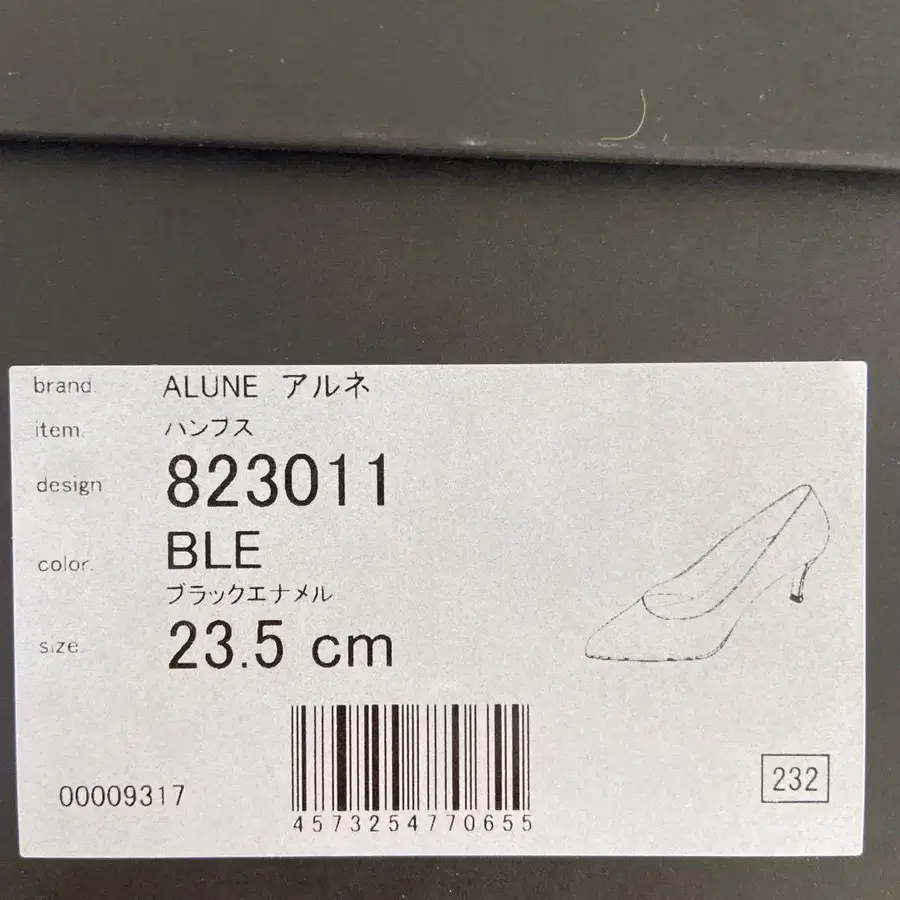 brand. ALUNE アルネ
item. パンプス
design 823011
color. BLE
ブラックエナメル
size. 23.5 cm
00009317
4573254770655
232